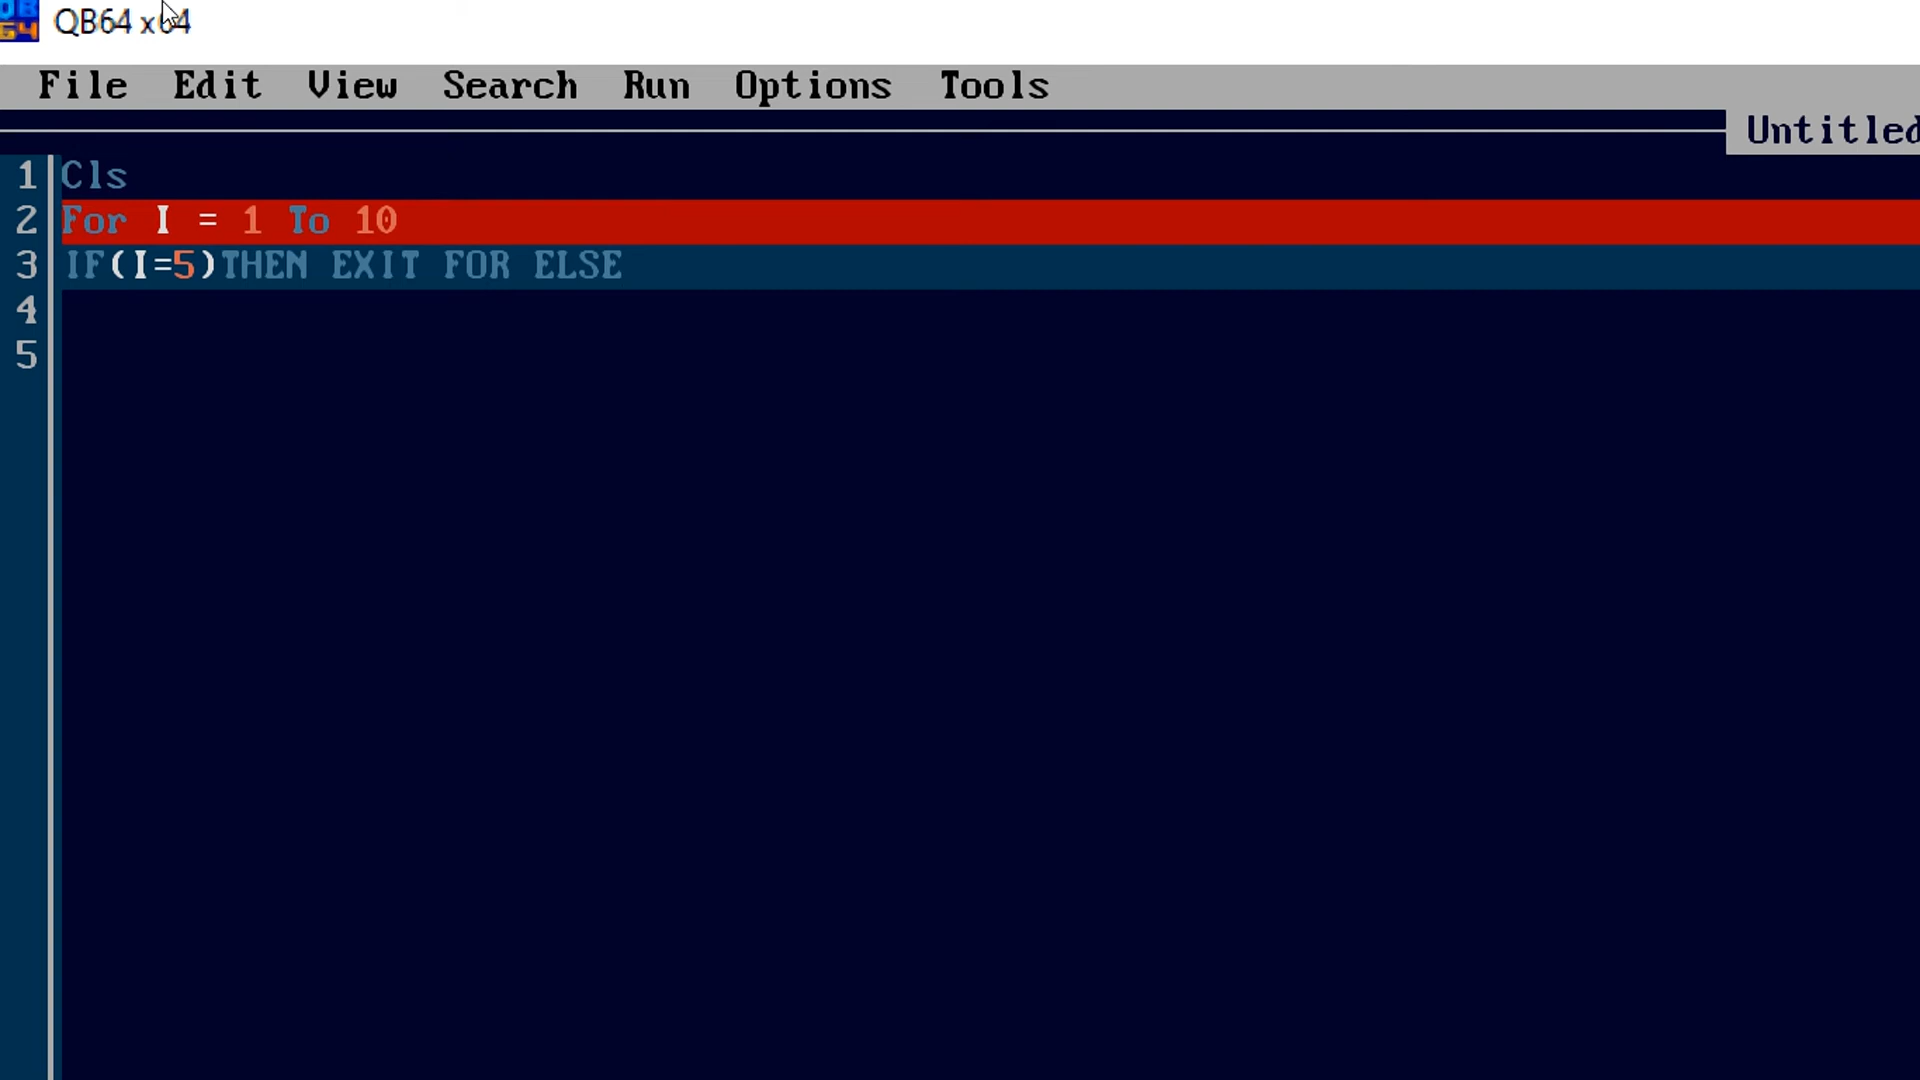 QB64 x64
File Edit View Search Run Options Tools
Untitled
1 Cls
2 For I = 1 To 10
3 IF(I=5)THEN EXIT FOR ELSE
4
5